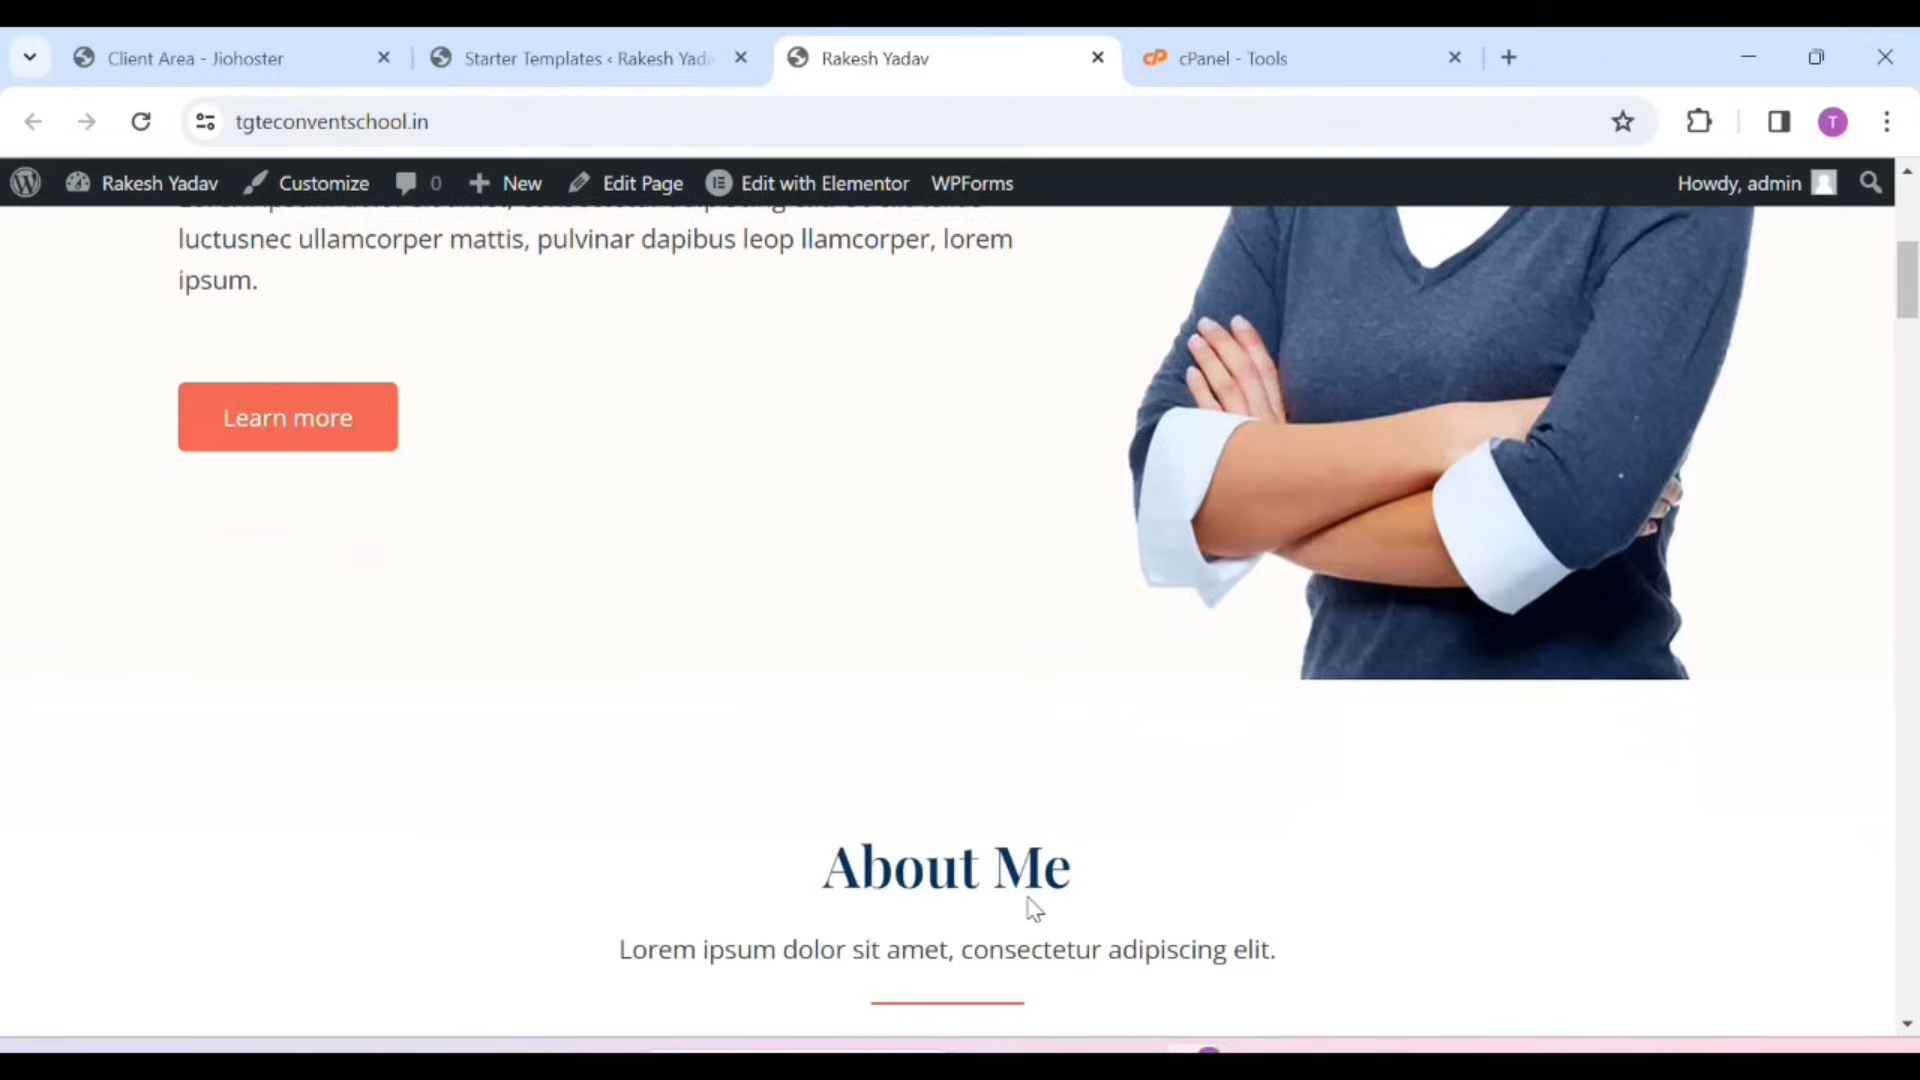 Client Area - Jiohoster
Starter Templates ‹ Rakesh Yad
Rakesh Yadav
cPanel - Tools
tgteconventschool.in
T
Rakesh Yadav
Customize
0
New
Edit Page
Edit with Elementor
WPForms
Howdy, admin
luctusnec ullamcorper mattis, pulvinar dapibus leop llamcorper, lorem
ipsum.
Learn more
About Me
Lorem ipsum dolor sit amet, consectetur adipiscing elit.